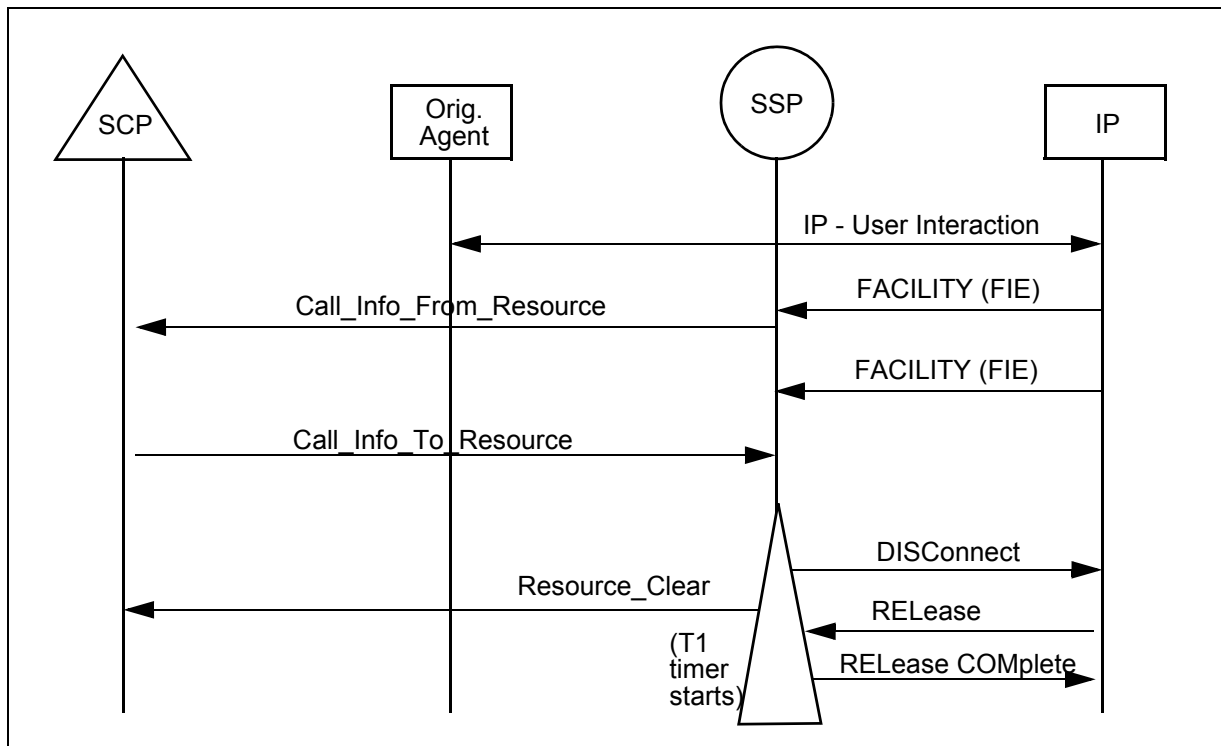 SCP
Orig.
Agent
SSP
IP
IP - User Interaction
FACILITY (FIE)
Call_Info_From_Resource
FACILITY (FIE)
Call_Info_To_Resource
DISConnect
Resource_Clear
RELease
(T1
timer
starts)
RELease COMplete